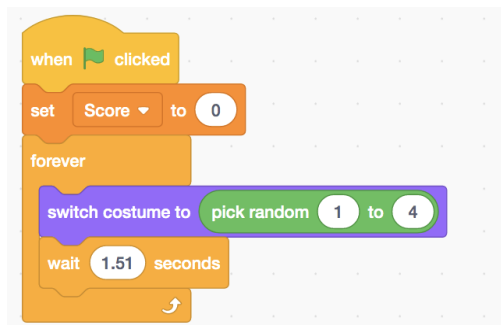 when clicked
set Score to 0
forever
switch costume to pick random 1 to 4
wait 1.51 seconds